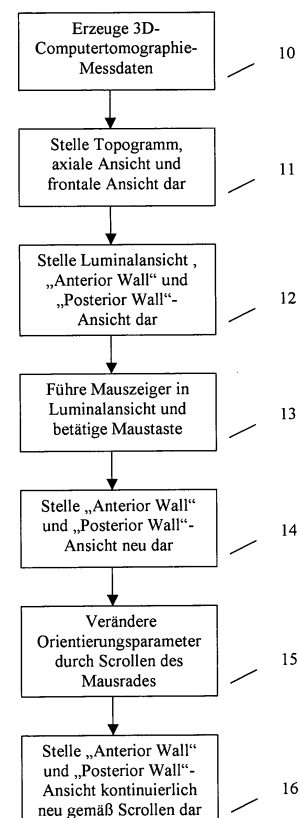 Erzeuge 3D-
Computertomographie-
Messdaten
10
Stelle Topogramm,
axiale Ansicht und
frontale Ansicht dar
11
Stelle Luminalansicht ,
„Anterior Wall“ und
„Posterior Wall“-
Ansicht dar
12
Führe Mauszeiger in
Luminalansicht und
betätige Maustaste
13
Stelle „Anterior Wall“
und „Posterior Wall“-
Ansicht neu dar
14
Verändere
Orientierungsparameter
durch Scrollen des
Mausrades
15
Stelle „Anterior Wall“
und „Posterior Wall“-
Ansicht kontinuierlich
neu gemäß Scrollen dar
16